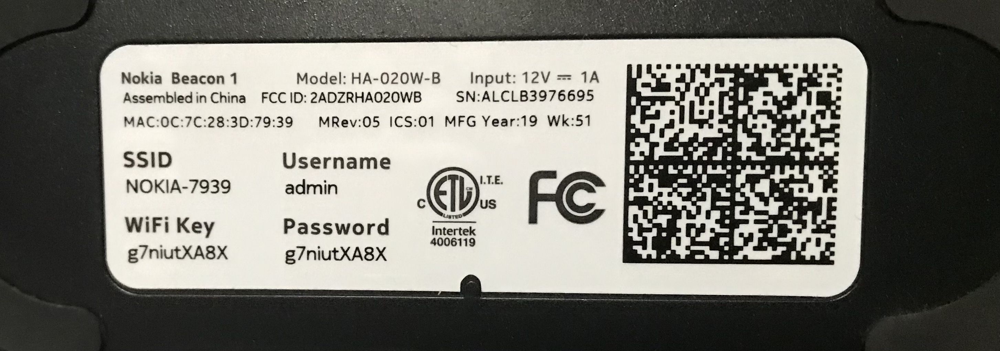 Nokia Beacon 1 Model: HA-020W-B Input: 12V ⎓ 1A
Assembled in China FCC ID: 2ADZRHA020WB SN:ALCLB3976695
MAC:0C:7C:28:3D:79:39 MRev:05 ICS:01 MFG Year:19 Wk:51
SSID
NOKIA-7939
Username
admin
WiFi Key
g7niutXA8X
Password
g7niutXA8X
ETL CM
LISTED
C US
I.T.E.
Intertek
4006119
FC